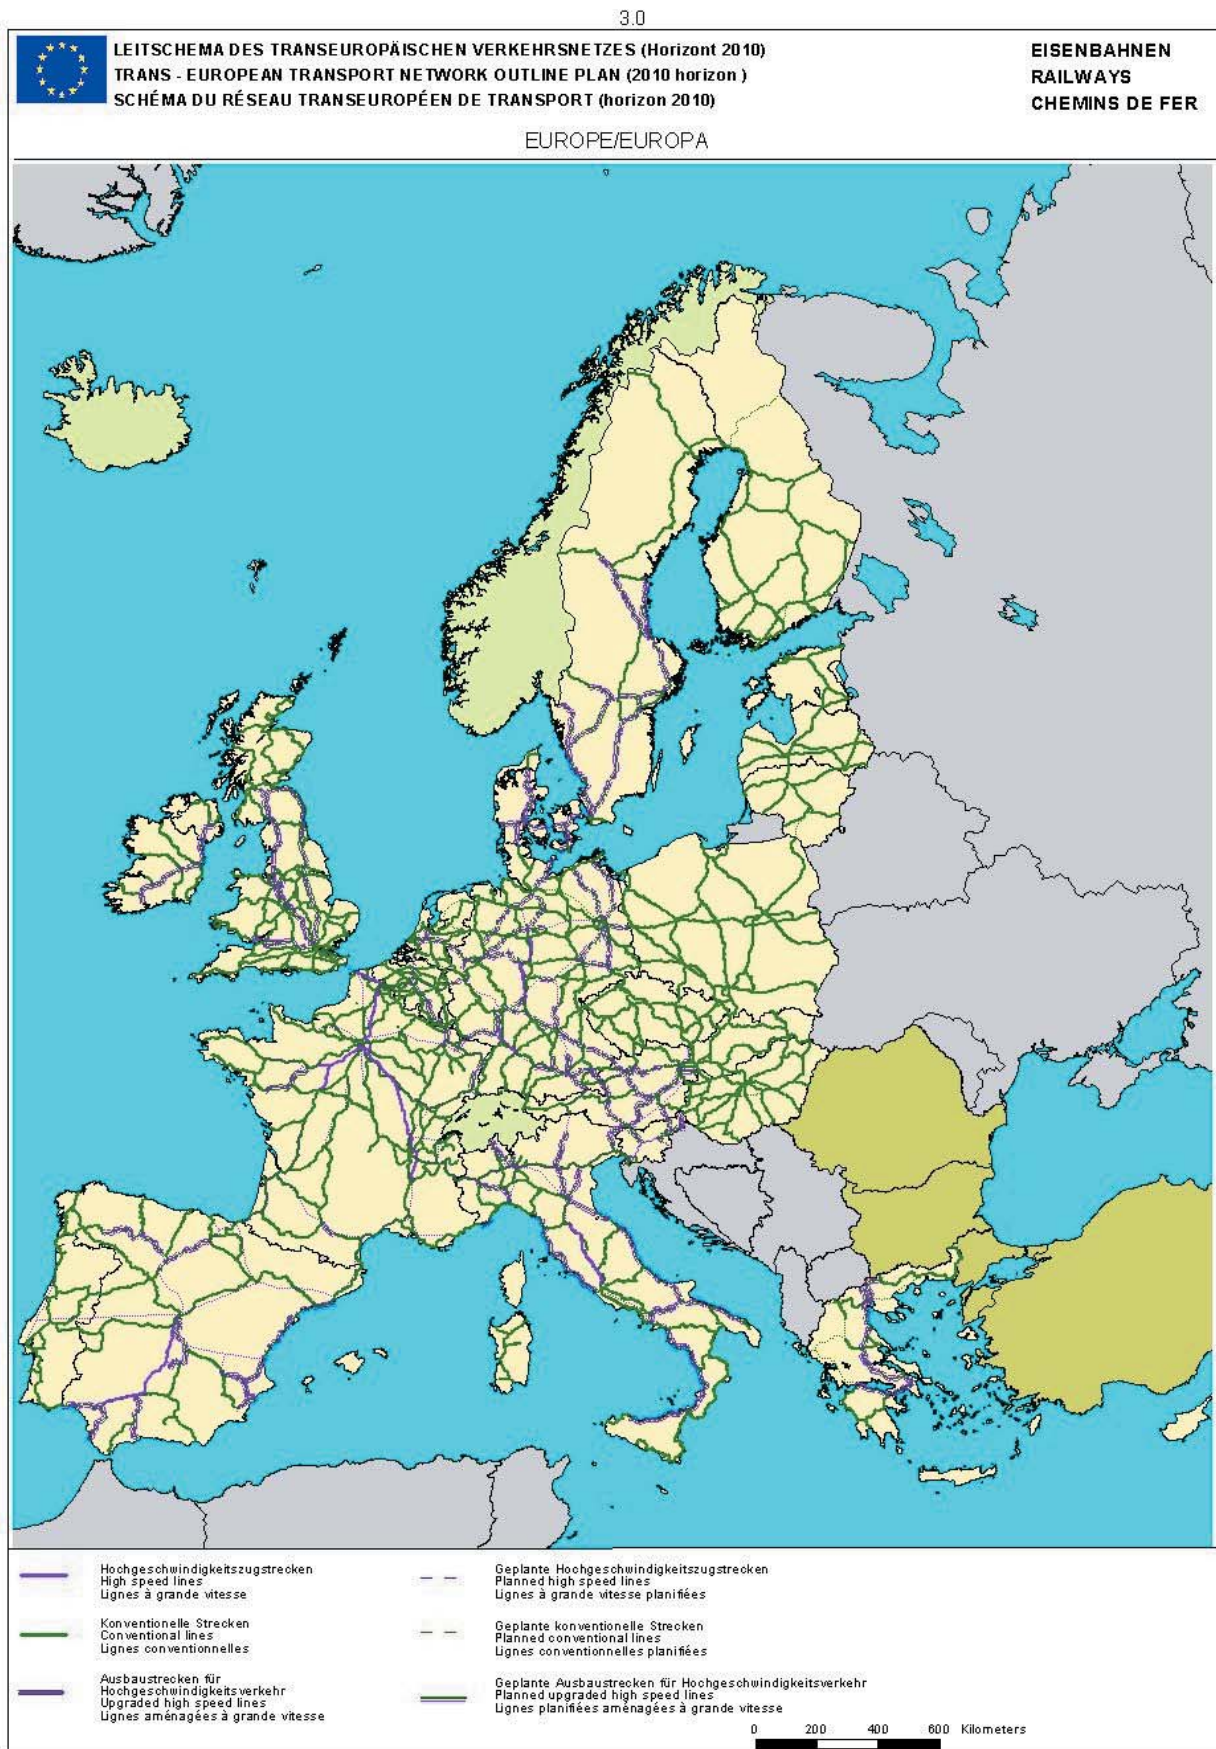 3.0
LEITSCHEMA DES TRANSEUROPÄISCHEN VERKEHRSNETZES (Horizont 2010)
TRANS - EUROPEAN TRANSPORT NETWORK OUTLINE PLAN (2010 horizon )
SCHÉMA DU RÉSEAU TRANSEUROPÉEN DE TRANSPORT (horizon 2010)
EISENBAHNEN
RAILWAYS
CHEMINS DE FER
EUROPE/EUROPA
Hochgeschwindigkeitszugstrecken
High speed lines
Lignes à grande vitesse
Geplante Hochgeschwindigkeitszugstrecken
Planned high speed lines
Lignes à grande vitesse planifiées
Konventionelle Strecken
Conventional lines
Lignes conventionnelles
Geplante konventionelle Strecken
Planned conventional lines
Lignes conventionnelles planifiées
Ausbaustrecken für
Hochgeschwindigkeitsverkehr
Upgraded high speed lines
Lignes aménagées à grande vitesse
Geplante Ausbaustrecken für Hochgeschwindigkeitsverkehr
Planned upgraded high speed lines
Lignes planifiées aménagées à grande vitesse
0 200 400 600 Kilometers